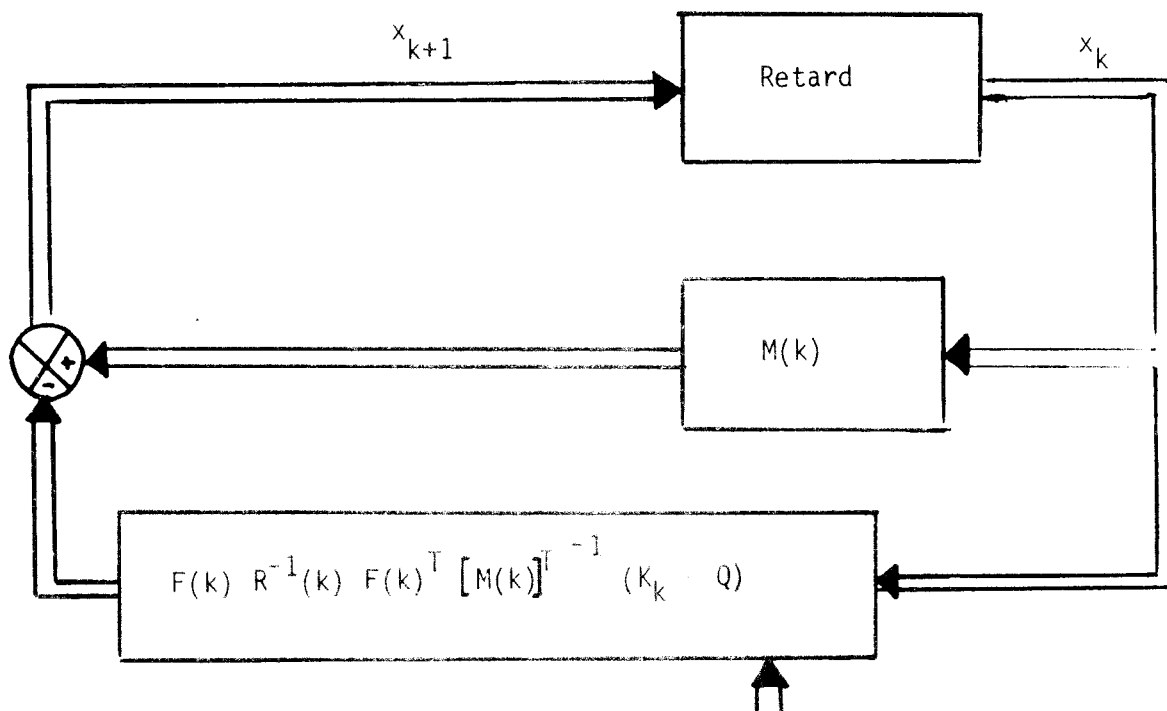 x_{k+1}
Retard
x_k
M(k)
+
-
F(k) R^{-1}(k) F(k)^T [M(k)]^{T -1} (K_k Q)